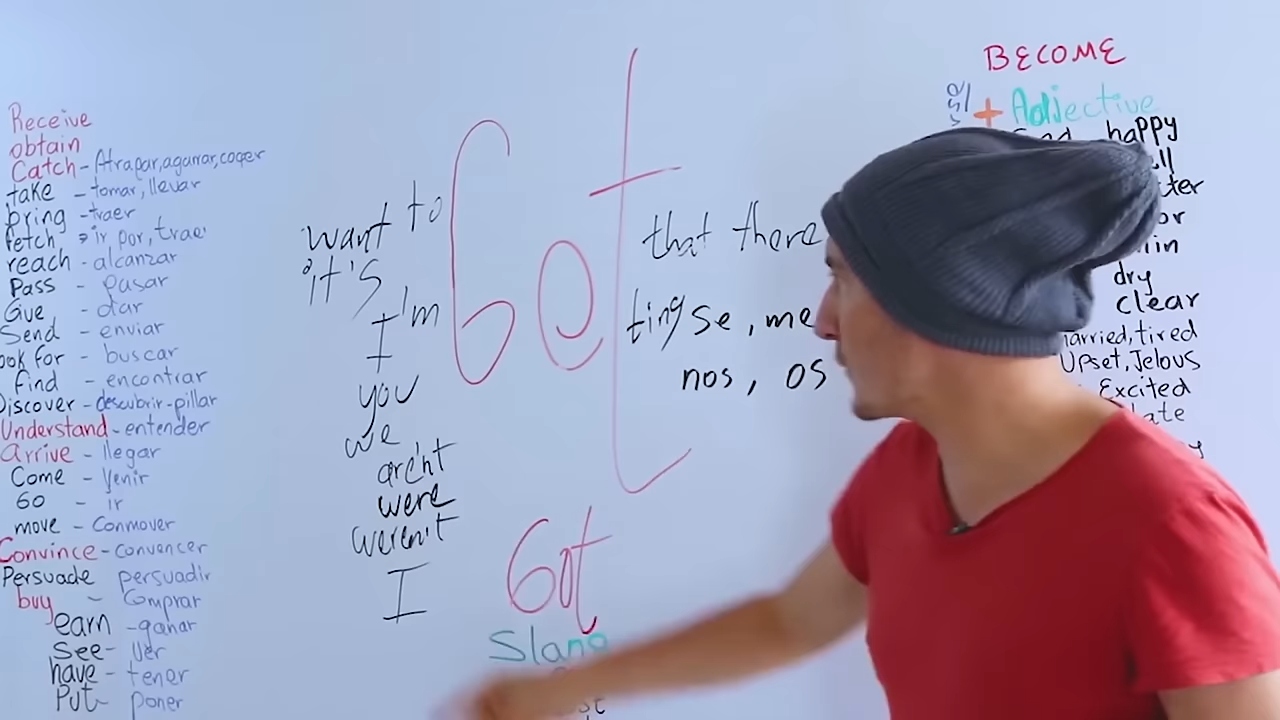 Receive
obtain
Catch - Atrapar, agarrar, coger
take - tomar, llevar
bring - traer
fetch ir por, traer
reach - alcanzar
Pass - pasar
Give - dar
Send - enviar
ook for - buscar
find - encontrar
Discover - descubrir - pillar
Understand - entender
arrive - llegar
Come - Venir
Go - ir
move - Conmover
Convince - convencer
Persuade persuadir
buy - Comprar
earn - ganar
See - Ver
have - tener
Put - poner
want to
it's
I'm
I
you
we
aren't
were
weren't
I
Get
that there
ting se, me
nos, os
Got
Slang
BECOME
+ Adjective
happy
dry
clear
arried, tired
Upset, Jelous
Excited